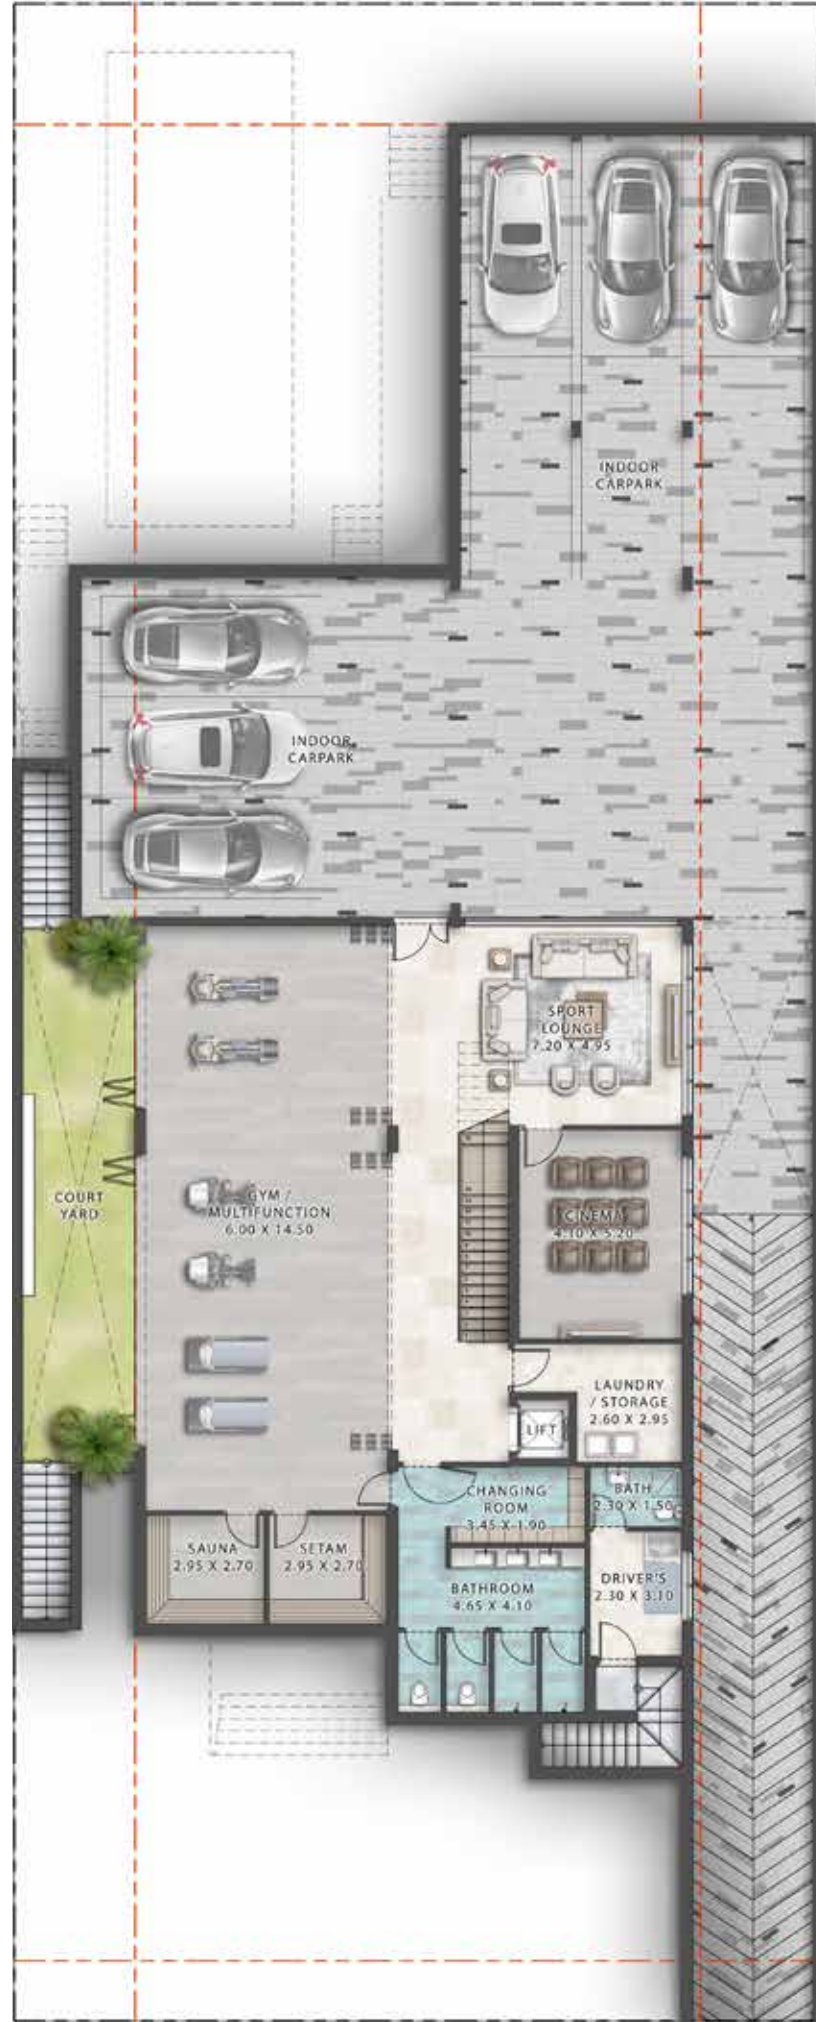 INDOOR
CARPARK
INDOOR
CARPARK
SPORT
LOUNGE
7.20 X 4.95
COURT
YARD
GYM /
MULTIFUNCTION
6.00 X 14.50
CINEMA
4.10 X 5.20
LAUNDRY
/ STORAGE
2.60 X 2.95
LIFT
CHANGING
ROOM
3.45 X 1.90
BATH
2.30 X 1.50
SAUNA
2.95 X 2.70
SETAM
2.95 X 2.70
BATHROOM
4.65 X 4.10
DRIVER'S
2.30 X 3.10